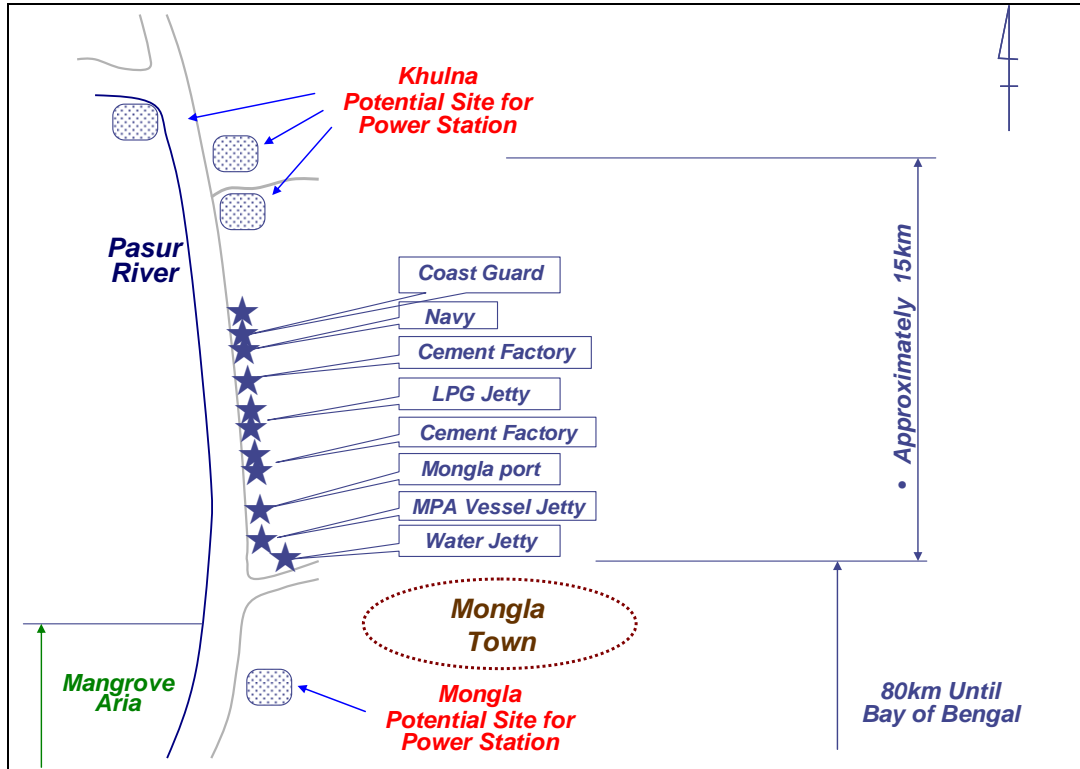 Khulna
Potential Site for
Power Station
Pasur
River
Coast Guard
Navy
Cement Factory
LPG Jetty
Cement Factory
Mongla port
MPA Vessel Jetty
Water Jetty
• Approximately 15km
Mongla
Town
Mangrove
Aria
Mongla
Potential Site for
Power Station
80km Until
Bay of Bengal